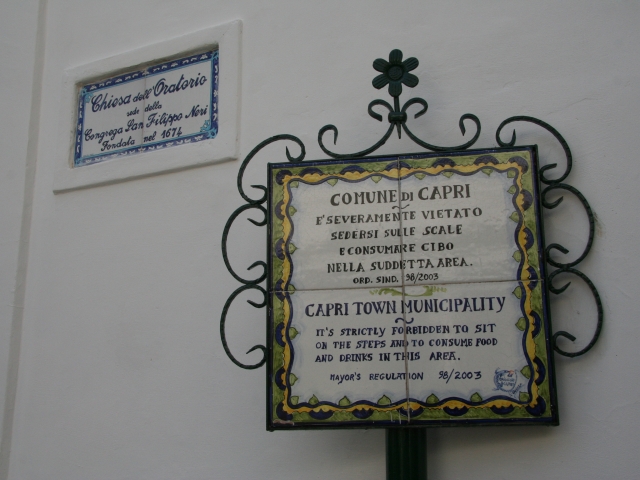 Chiesa dell'Oratorio
sede della
Congrega San Filippo Neri
Fondata nel 1674
COMUNE DI CAPRI
E' SEVERAMENTE VIETATO
SEDERSI SULLE SCALE
E CONSUMARE CIBO
NELLA SUDDETTA AREA.
ORD. SIND. 98/2003
CAPRI TOWN MUNICIPALITY
IT'S STRICTLY FORBIDDEN TO SIT
ON THE STEPS AND TO CONSUME FOOD
AND DRINKS IN THIS AREA.
MAYOR'S REGULATION 98/2003